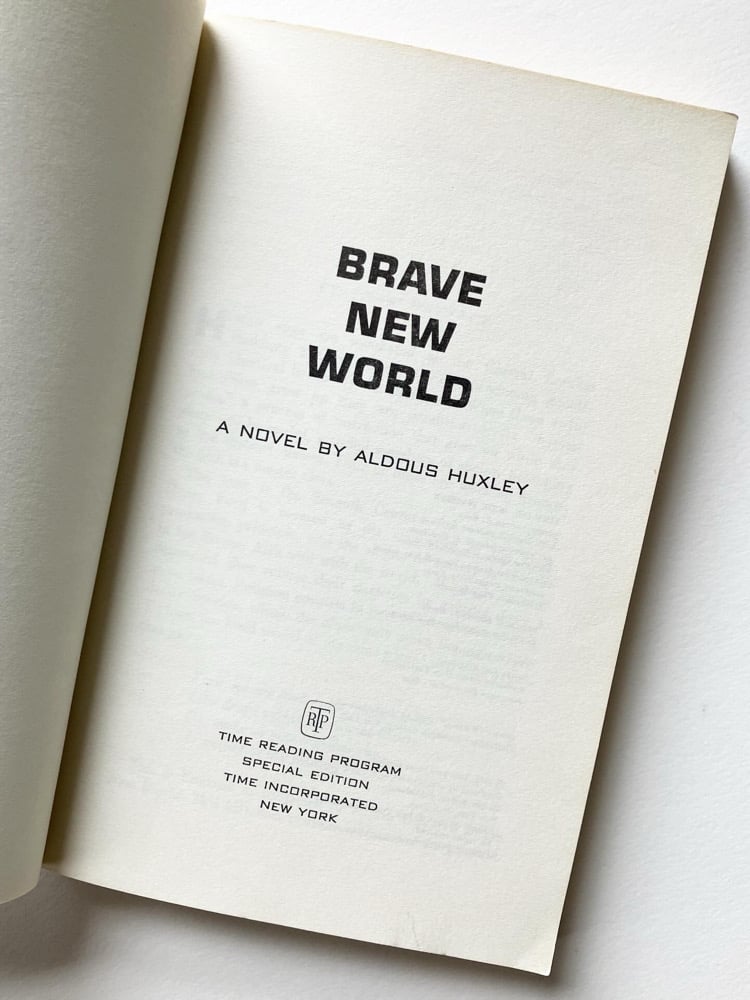 BRAVE
NEW
WORLD
A NOVEL BY ALDOUS HUXLEY
RTP
TIME READING PROGRAM
SPECIAL EDITION
TIME INCORPORATED
NEW YORK